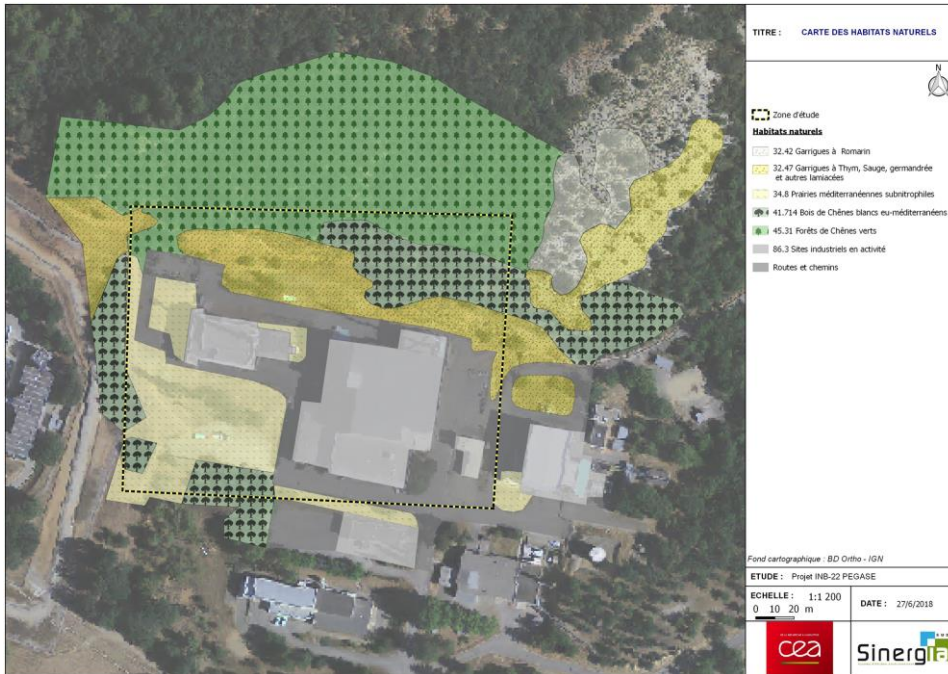 TITRE : CARTE DES HABITATS NATURELS
N
Zone d'étude
Habitats naturels
32.42 Garrigues à Romarin
32.47 Garrigues à Thym, Sauge, germandrée
et autres lamiacées
34.8 Prairies méditerranéennes subnitrophiles
41.714 Bois de Chênes blancs eu-méditerranéens
45.31 Forêts de Chênes verts
86.3 Sites industriels en activité
Routes et chemins
Fond cartographique : BD Ortho - IGN
ETUDE : Projet INB-22 PEGASE
ECHELLE : 1:1 200
0 10 20 m
DATE : 27/6/2018
cea
Sinergia